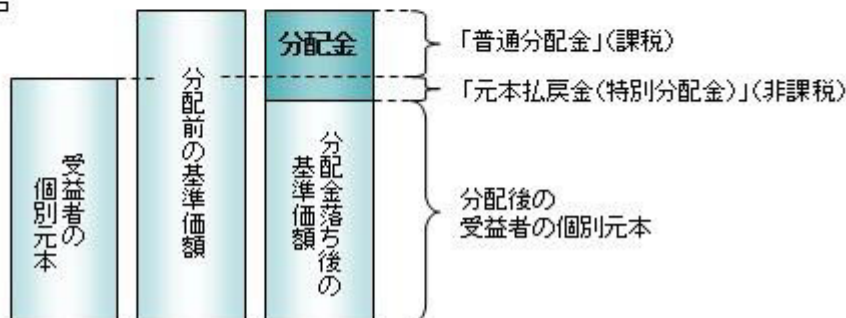 受益者の
個別元本
分配前の基準価額
分配金
分配金落ち後の
基準価額
「普通分配金」(課税)
「元本払戻金(特別分配金)」(非課税)
分配後の
受益者の個別元本